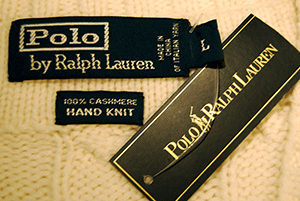 Polo
by Ralph Lauren
MADE IN
CHINA
OF ITALIAN YARN
L
100% CASHMERE
HAND KNIT
POLO RALPH LAUREN